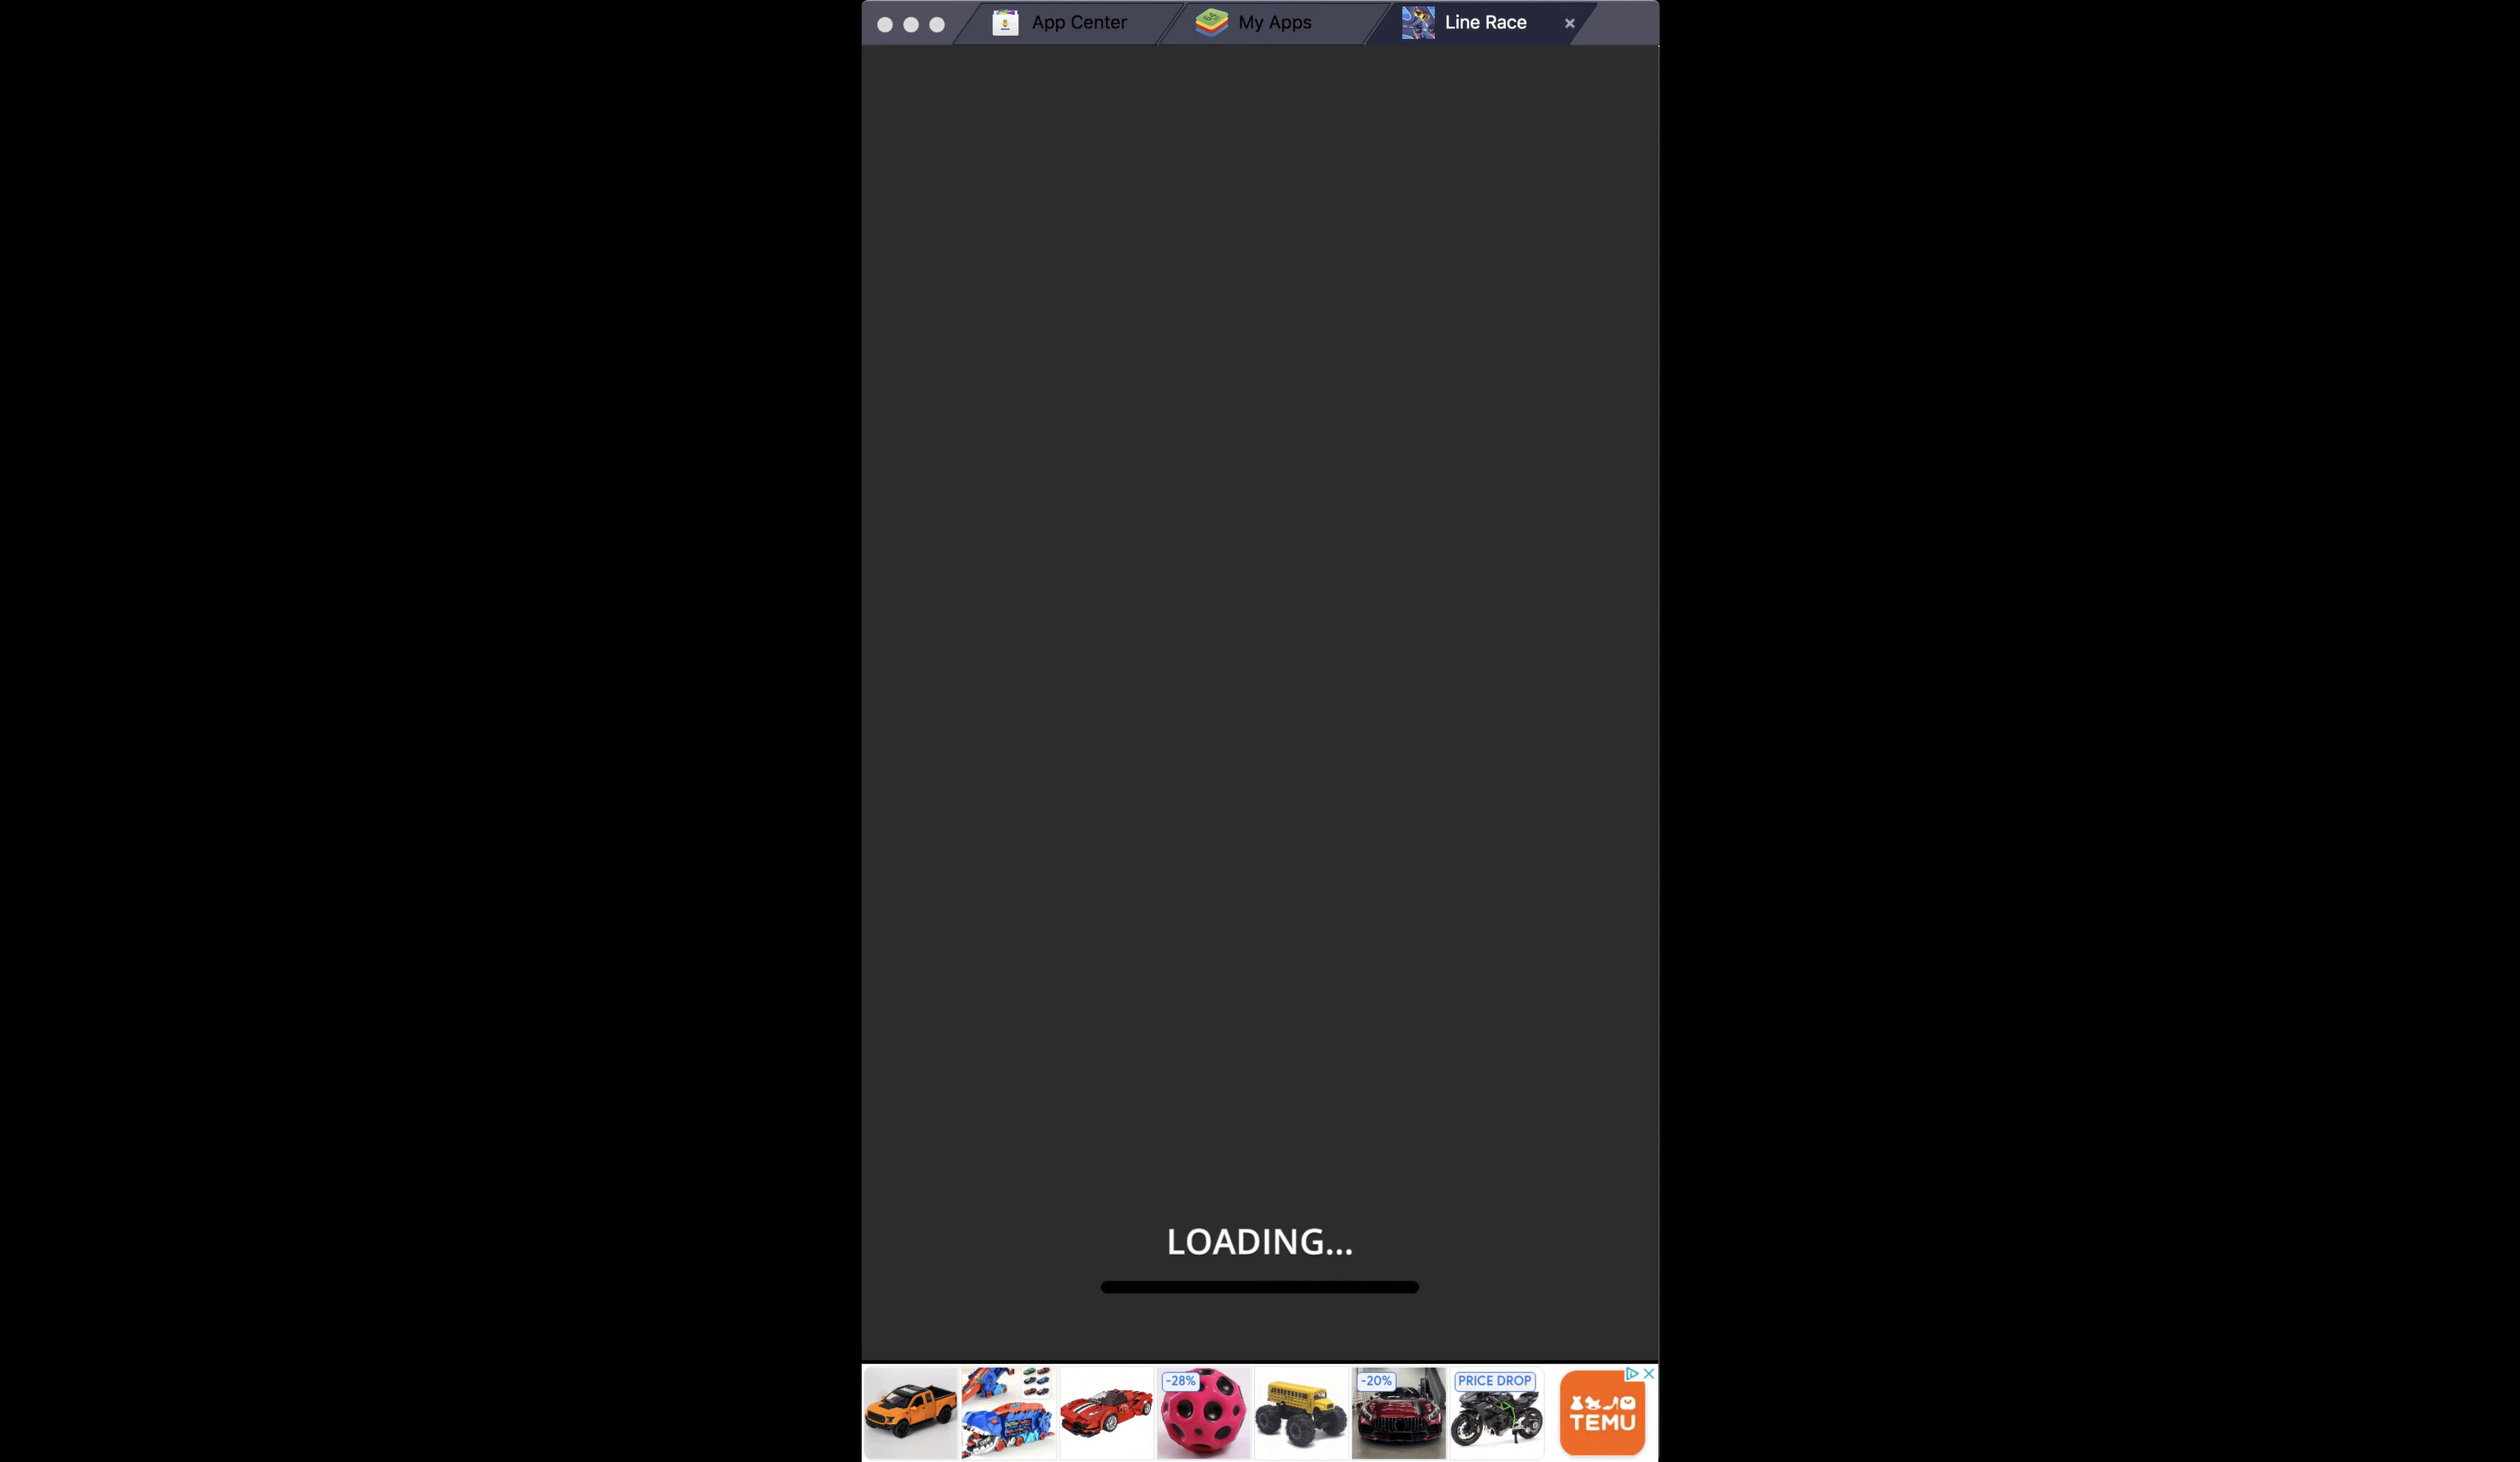 App Center
My Apps
Line Race
LOADING...
-28%
-20%
PRICE DROP
TEMU